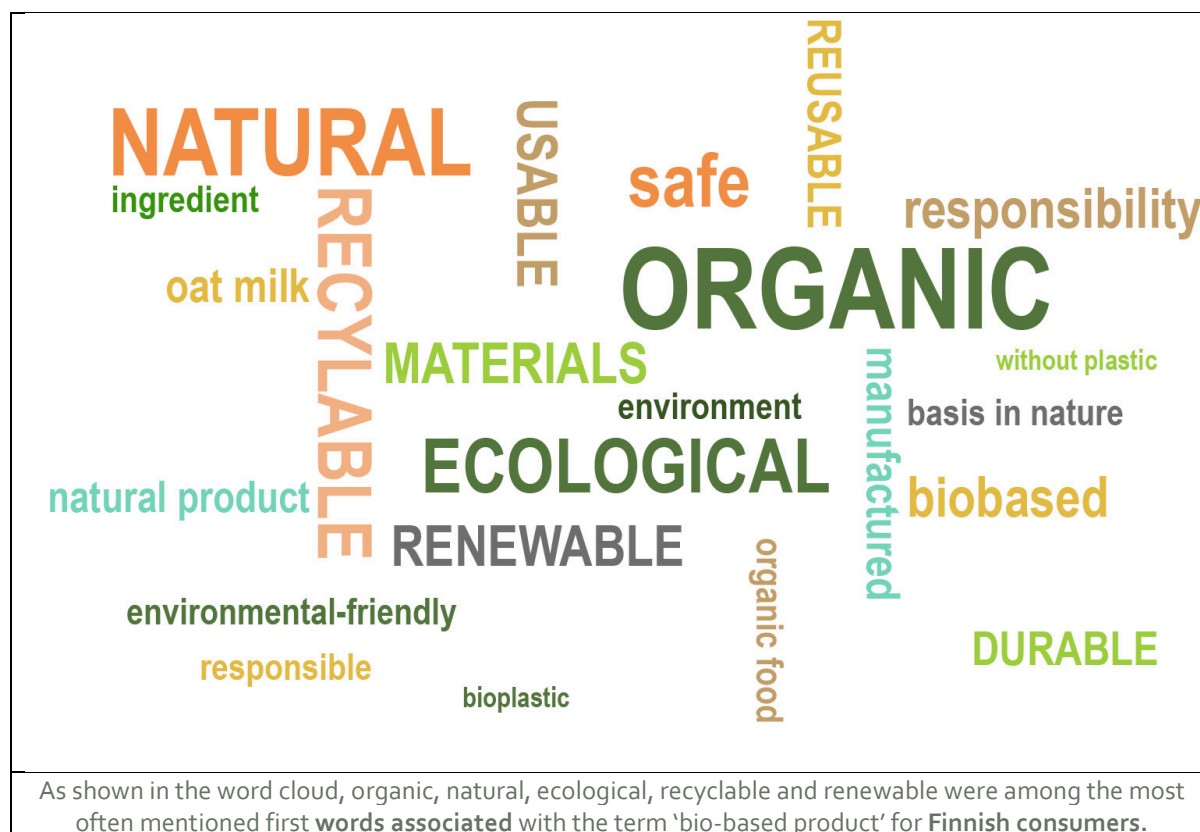 REUSABLE
NATURAL
USABLE
safe
ingredient
RECYLABLE
responsibility
oat milk
ORGANIC
MATERIALS
manufactured
without plastic
environment
basis in nature
ECOLOGICAL
natural product
biobased
RENEWABLE
organic food
environmental-friendly
DURABLE
responsible
bioplastic
As shown in the word cloud, organic, natural, ecological, recyclable and renewable were among the most
often mentioned first words associated with the term ‘bio-based product’ for Finnish consumers.